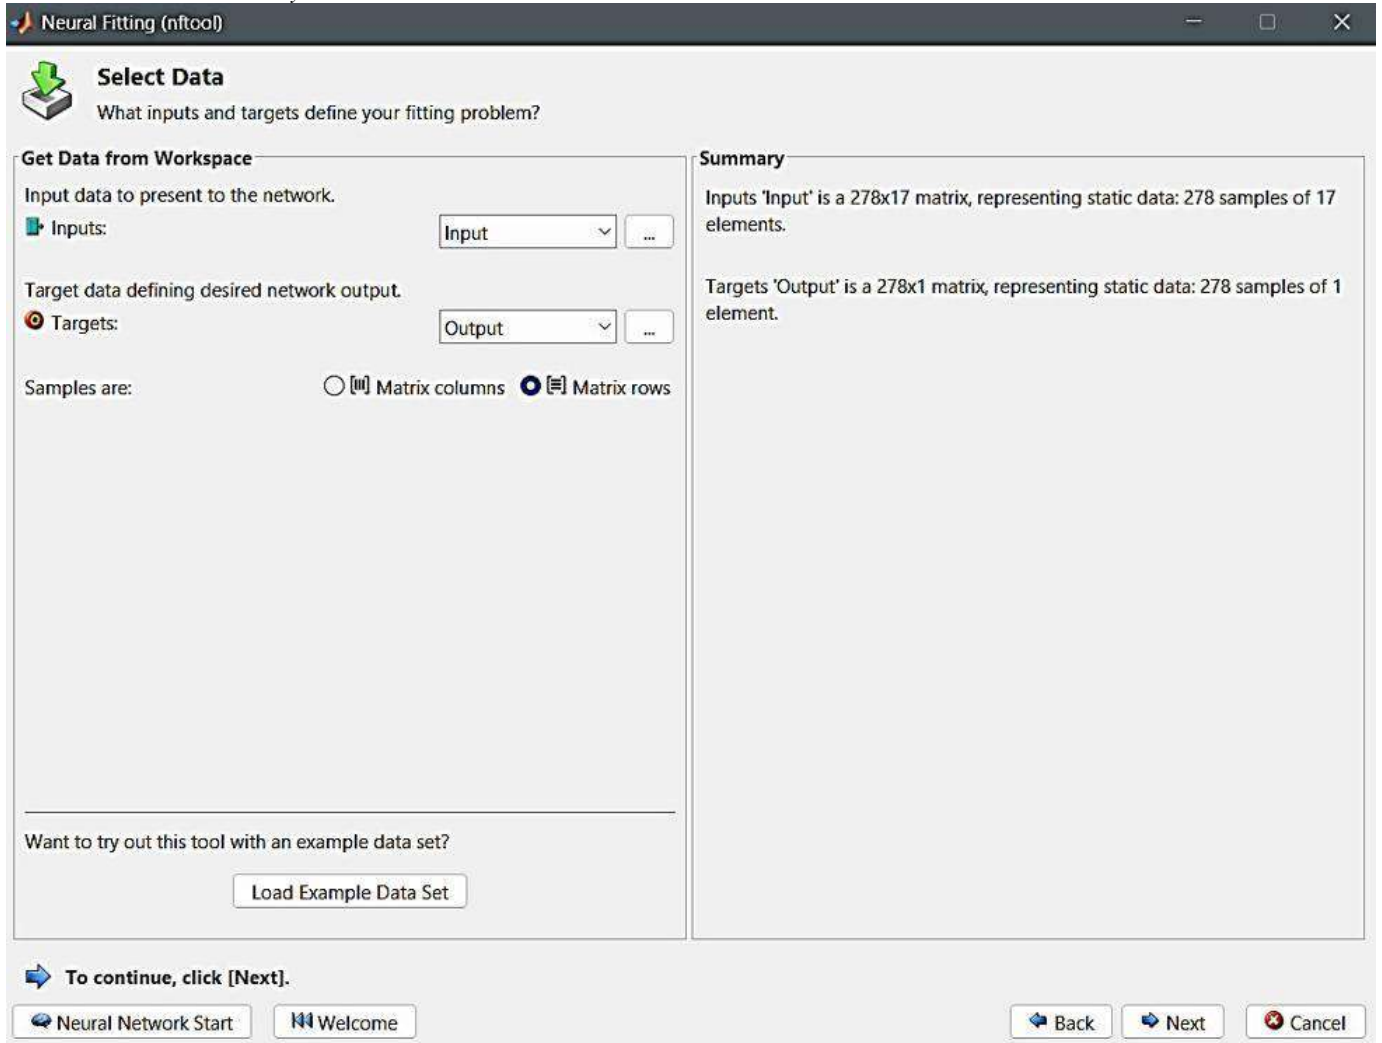 Neural Fitting (nftool)
Select Data
What inputs and targets define your fitting problem?
Get Data from Workspace
Input data to present to the network.
Inputs:
Input
...
Target data defining desired network output.
Targets:
Output
...
Samples are:
Matrix columns
Matrix rows
Want to try out this tool with an example data set?
Load Example Data Set
Summary
Inputs 'Input' is a 278x17 matrix, representing static data: 278 samples of 17
elements.
Targets 'Output' is a 278x1 matrix, representing static data: 278 samples of 1
element.
To continue, click [Next].
Neural Network Start
Welcome
Back
Next
Cancel